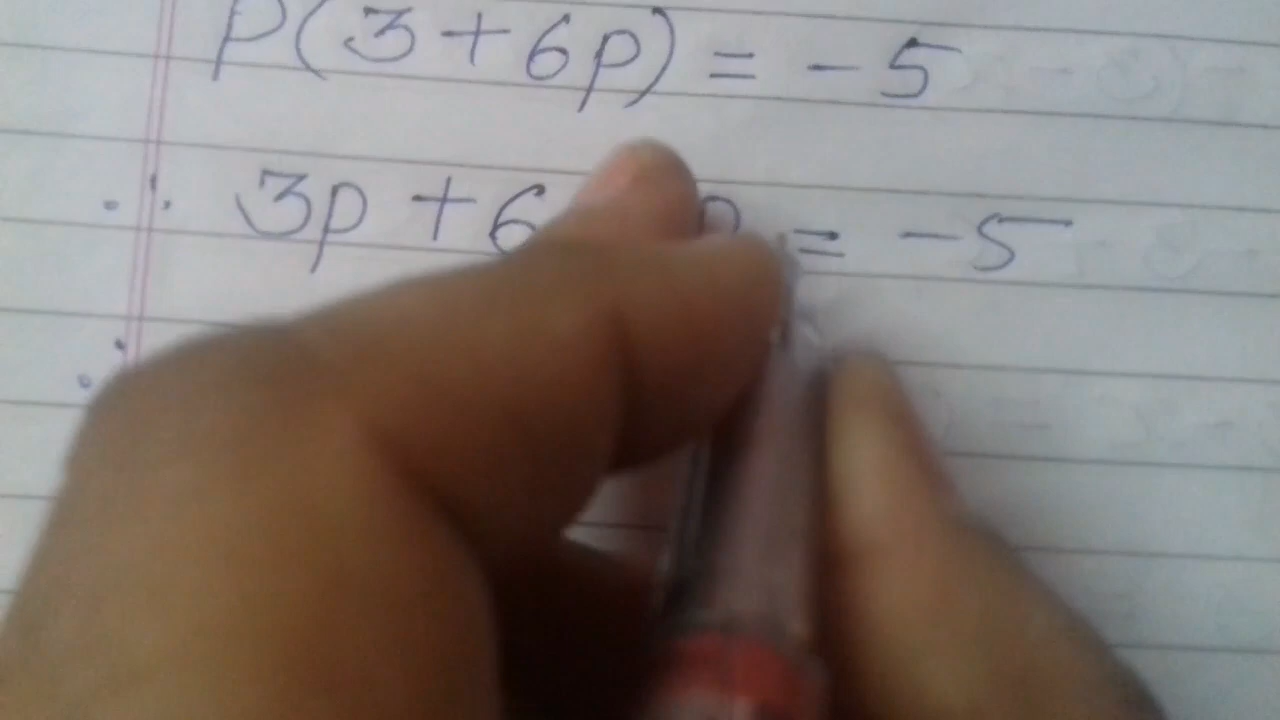 P(3+6P) = -5
∴ 3p + 6 p = -5
∴